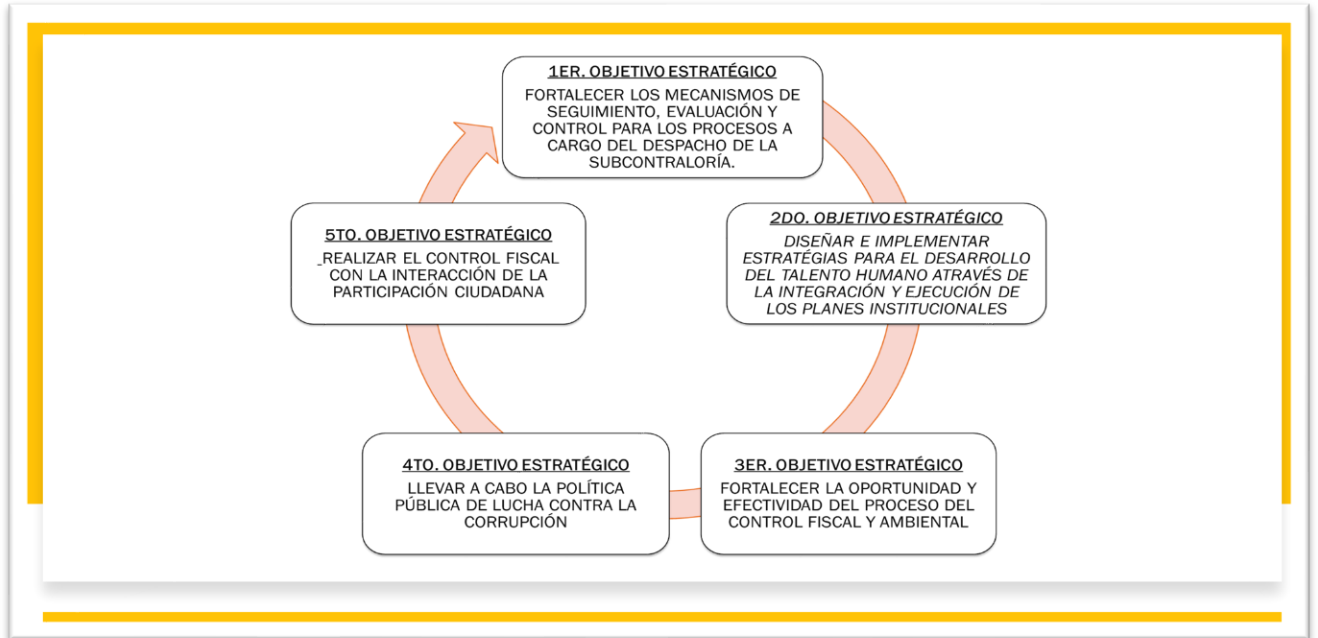 1ER. OBJETIVO ESTRATÉGICO
FORTALECER LOS MECANISMOS DE
SEGUIMIENTO, EVALUACIÓN Y
CONTROL PARA LOS PROCESOS A
CARGO DEL DESPACHO DE LA
SUBCONTRALORÍA.
2DO. OBJETIVO ESTRATÉGICO
DISEÑAR E IMPLEMENTAR
ESTRATÉGIAS PARA EL DESARROLLO
DEL TALENTO HUMANO ATRAVÉS DE
LA INTEGRACIÓN Y EJECUCIÓN DE
LOS PLANES INSTITUCIONALES
3ER. OBJETIVO ESTRATÉGICO
FORTALECER LA OPORTUNIDAD Y
EFECTIVIDAD DEL PROCESO DEL
CONTROL FISCAL Y AMBIENTAL
4TO. OBJETIVO ESTRATÉGICO
LLEVAR A CABO LA POLÍTICA
PÚBLICA DE LUCHA CONTRA LA
CORRUPCIÓN
5TO. OBJETIVO ESTRATÉGICO
REALIZAR EL CONTROL FISCAL
CON LA INTERACCIÓN DE LA
PARTICIPACIÓN CIUDADANA